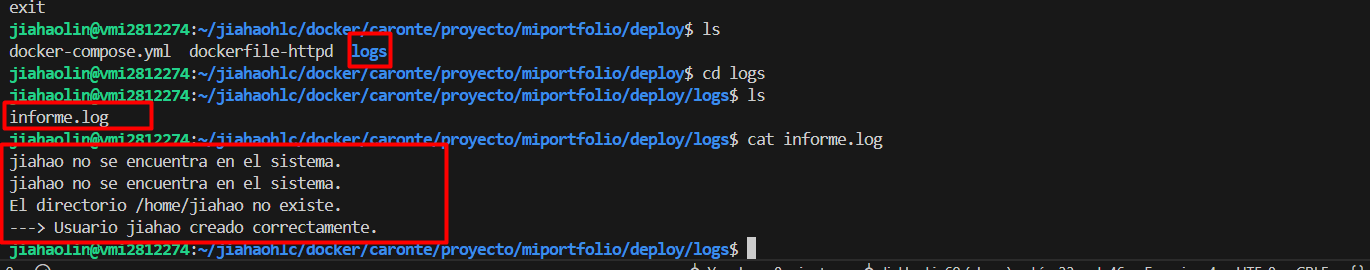 exit
jiahaolin@vmi2812274:~/jiahaohlc/docker/caronte/proyecto/miportfolio/deploy$ ls
docker-compose.yml  dockerfile-httpd  logs
jiahaolin@vmi2812274:~/jiahaohlc/docker/caronte/proyecto/miportfolio/deploy$ cd logs
jiahaolin@vmi2812274:~/jiahaohlc/docker/caronte/proyecto/miportfolio/deploy/logs$ ls
informe.log
jiahaolin@vmi2812274:~/jiahaohlc/docker/caronte/proyecto/miportfolio/deploy/logs$ cat informe.log
jiahao no se encuentra en el sistema.
jiahao no se encuentra en el sistema.
El directorio /home/jiahao no existe.
---> Usuario jiahao creado correctamente.
jiahaolin@vmi2812274:~/jiahaohlc/docker/caronte/proyecto/miportfolio/deploy/logs$